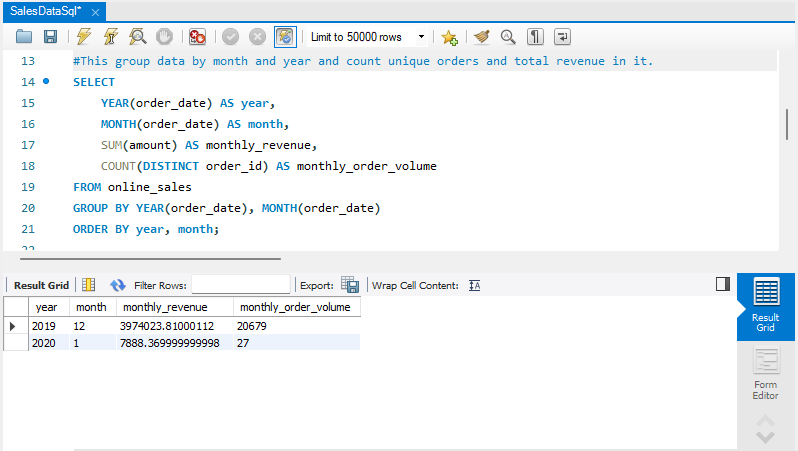 SalesDataSql*
Limit to 50000 rows
13 #This group data by month and year and count unique orders and total revenue in it.
14 SELECT
15 YEAR(order_date) AS year,
16 MONTH(order_date) AS month,
17 SUM(amount) AS monthly_revenue,
18 COUNT(DISTINCT order_id) AS monthly_order_volume
19 FROM online_sales
20 GROUP BY YEAR(order_date), MONTH(order_date)
21 ORDER BY year, month;
22
Result Grid Filter Rows: Export: Wrap Cell Content:
year month monthly_revenue monthly_order_volume
2019 12 3974023.81000112 20679
2020 1 7888.369999999998 27
Result
Grid
Form
Editor